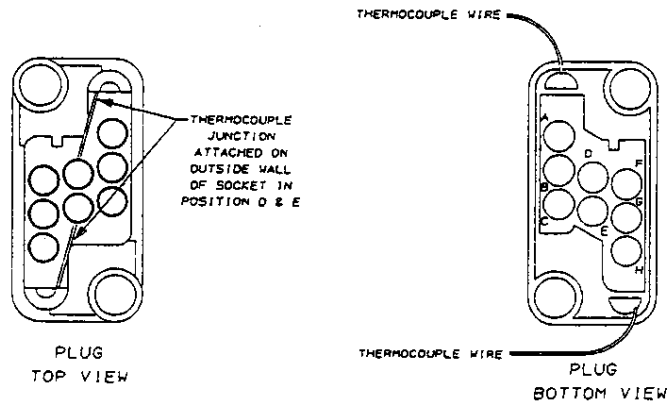 THERMOCOUPLE WIRE
THERMOCOUPLE
JUNCTION
ATTACHED ON
OUTSIDE WALL
OF SOCKET IN
POSITION D & E
A
D
F
B
G
C
E
H
THERMOCOUPLE WIRE
PLUG
TOP VIEW
PLUG
BOTTOM VIEW